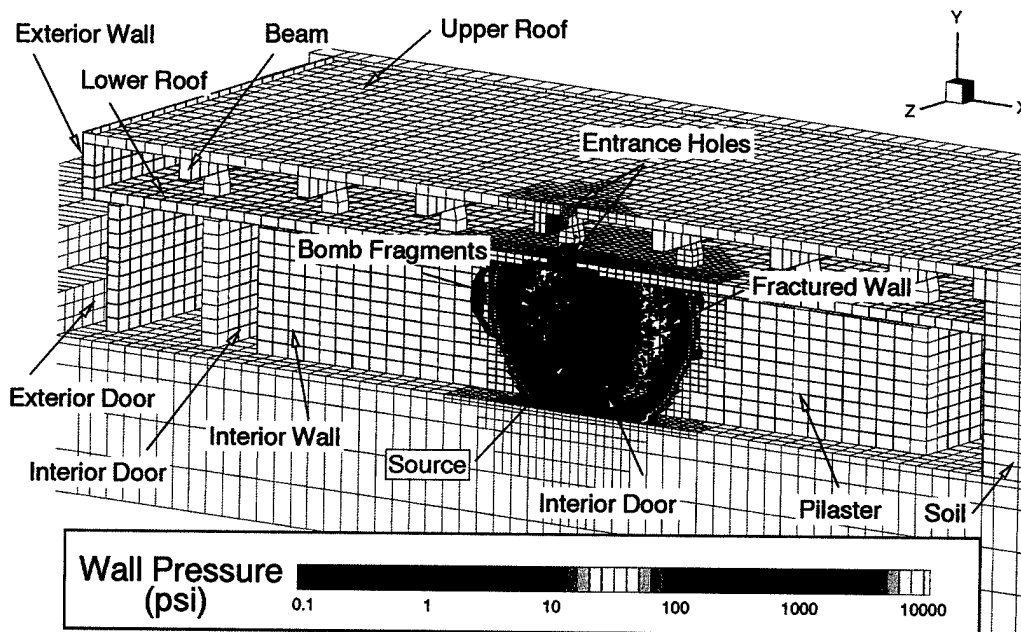 Exterior Wall
Beam
Upper Roof
Y
Lower Roof
Z
X
Entrance Holes
Bomb Fragments
Fractured Wall
Exterior Door
Interior Wall
Interior Door
Source
Interior Door
Pilaster
Soil
Wall Pressure
(psi)
0.1 1 10 100 1000 10000